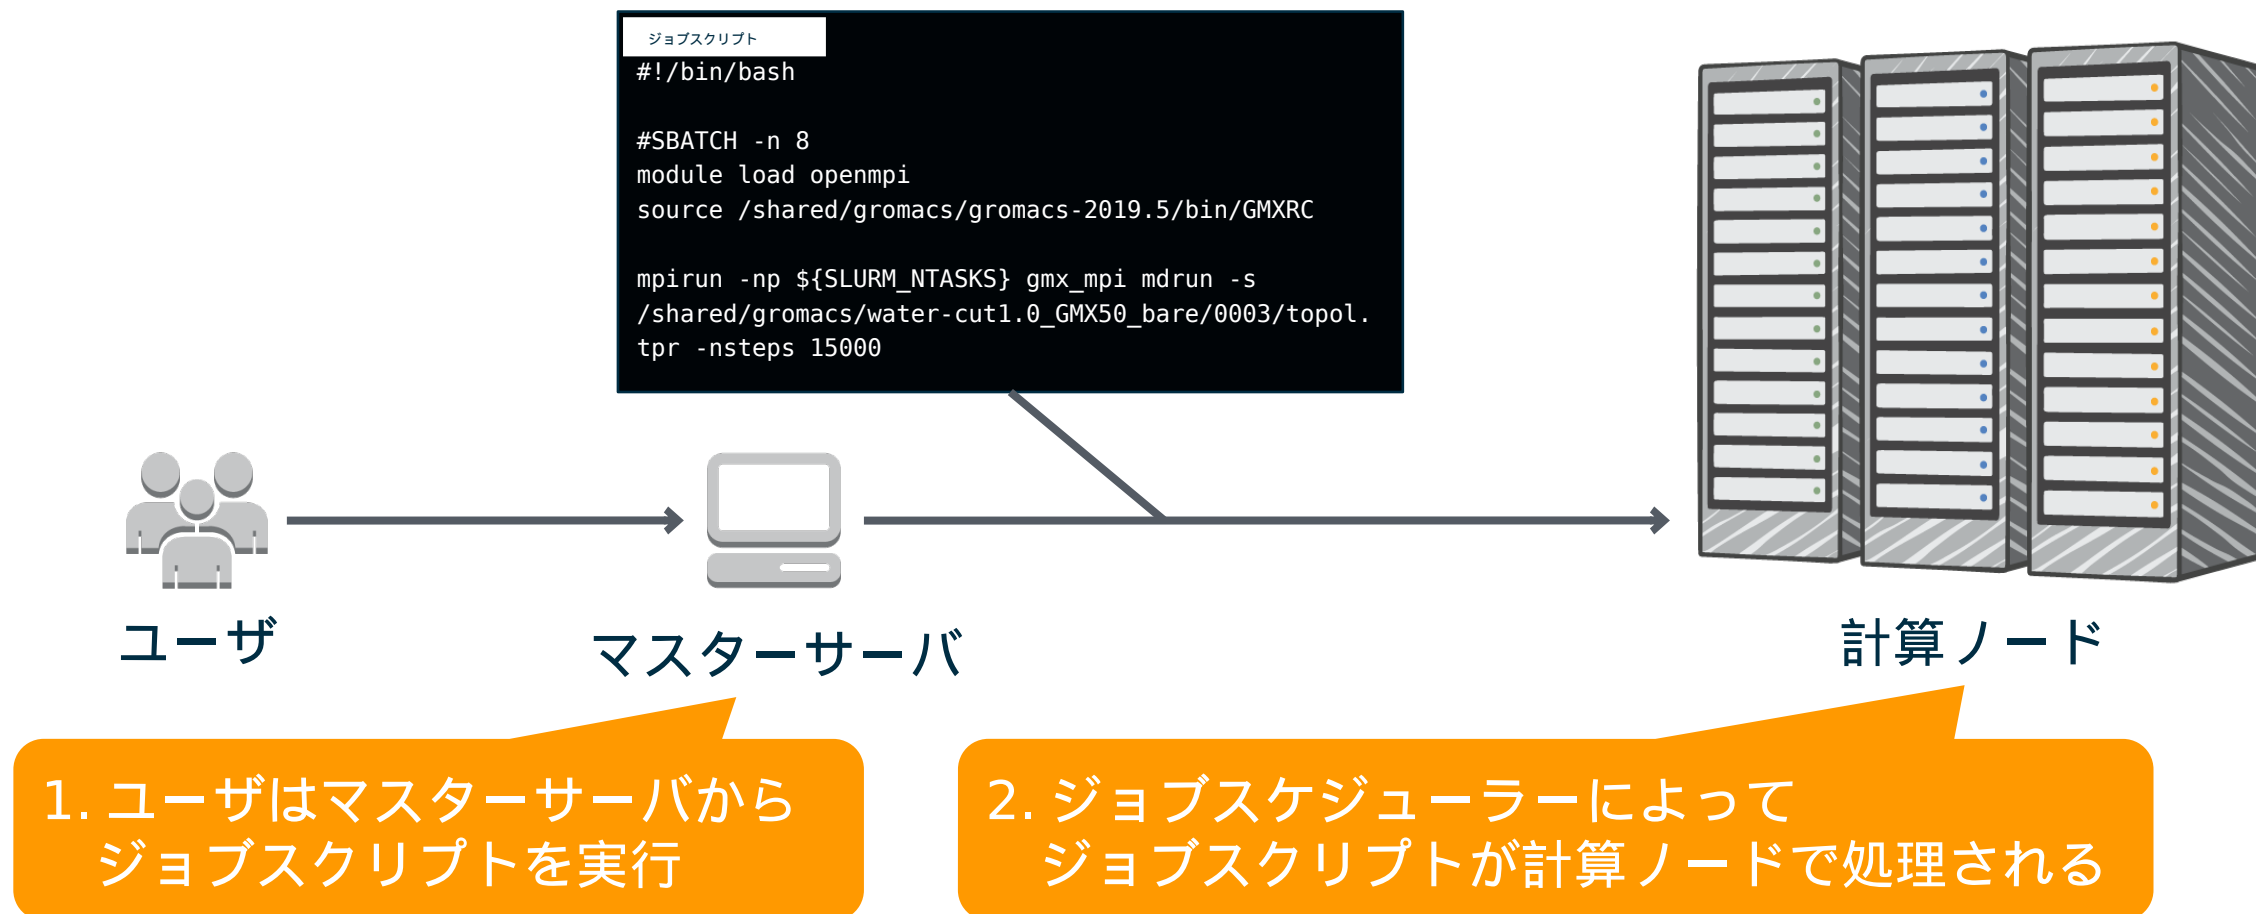 ジョブスクリプト
#!/bin/bash
#SBATCH -n 8
module load openmpi
source /shared/gromacs/gromacs-2019.5/bin/GMXRC
mpirun -np ${SLURM_NTASKS} gmx_mpi mdrun -s
/shared/gromacs/water-cut1.0_GMX50_bare/0003/topol.
tpr -nsteps 15000
ユーザ
マスターサーバ
計算ノード
1. ユーザはマスターサーバから
ジョブスクリプトを実行
2. ジョブスケジューラーによって
ジョブスクリプトが計算ノードで処理される